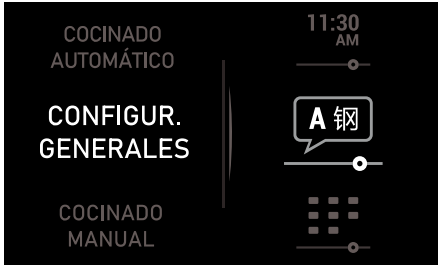 COCINADO
AUTOMÁTICO
11:30
AM
CONFIGUR.
GENERALES
A 钢
COCINADO
MANUAL